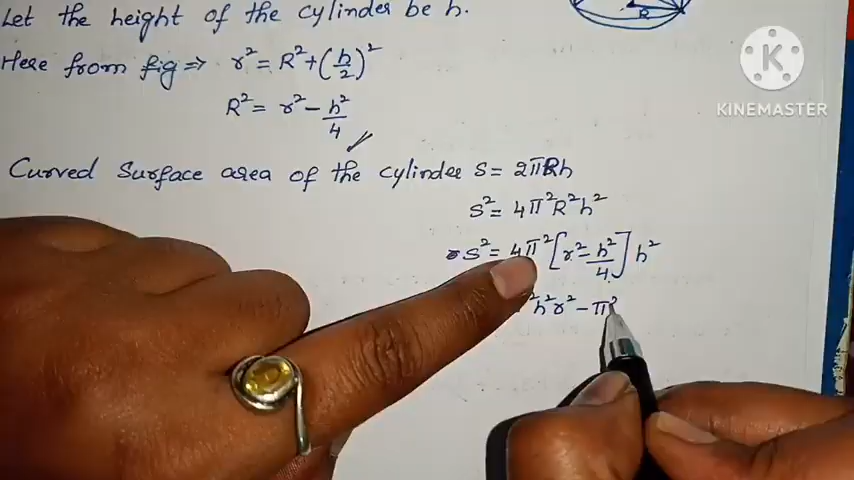 Let the height of the cylinder be h.
R
Here from fig ⇒ r² = R² + (h/2)²
R² = r² - h²/4
Curved Surface area of the cylinder S = 2πRh
S² = 4π²R²h²
S² = 4π² [r² - h²/4] h²
²h²r² - π²
K
KINEMASTER